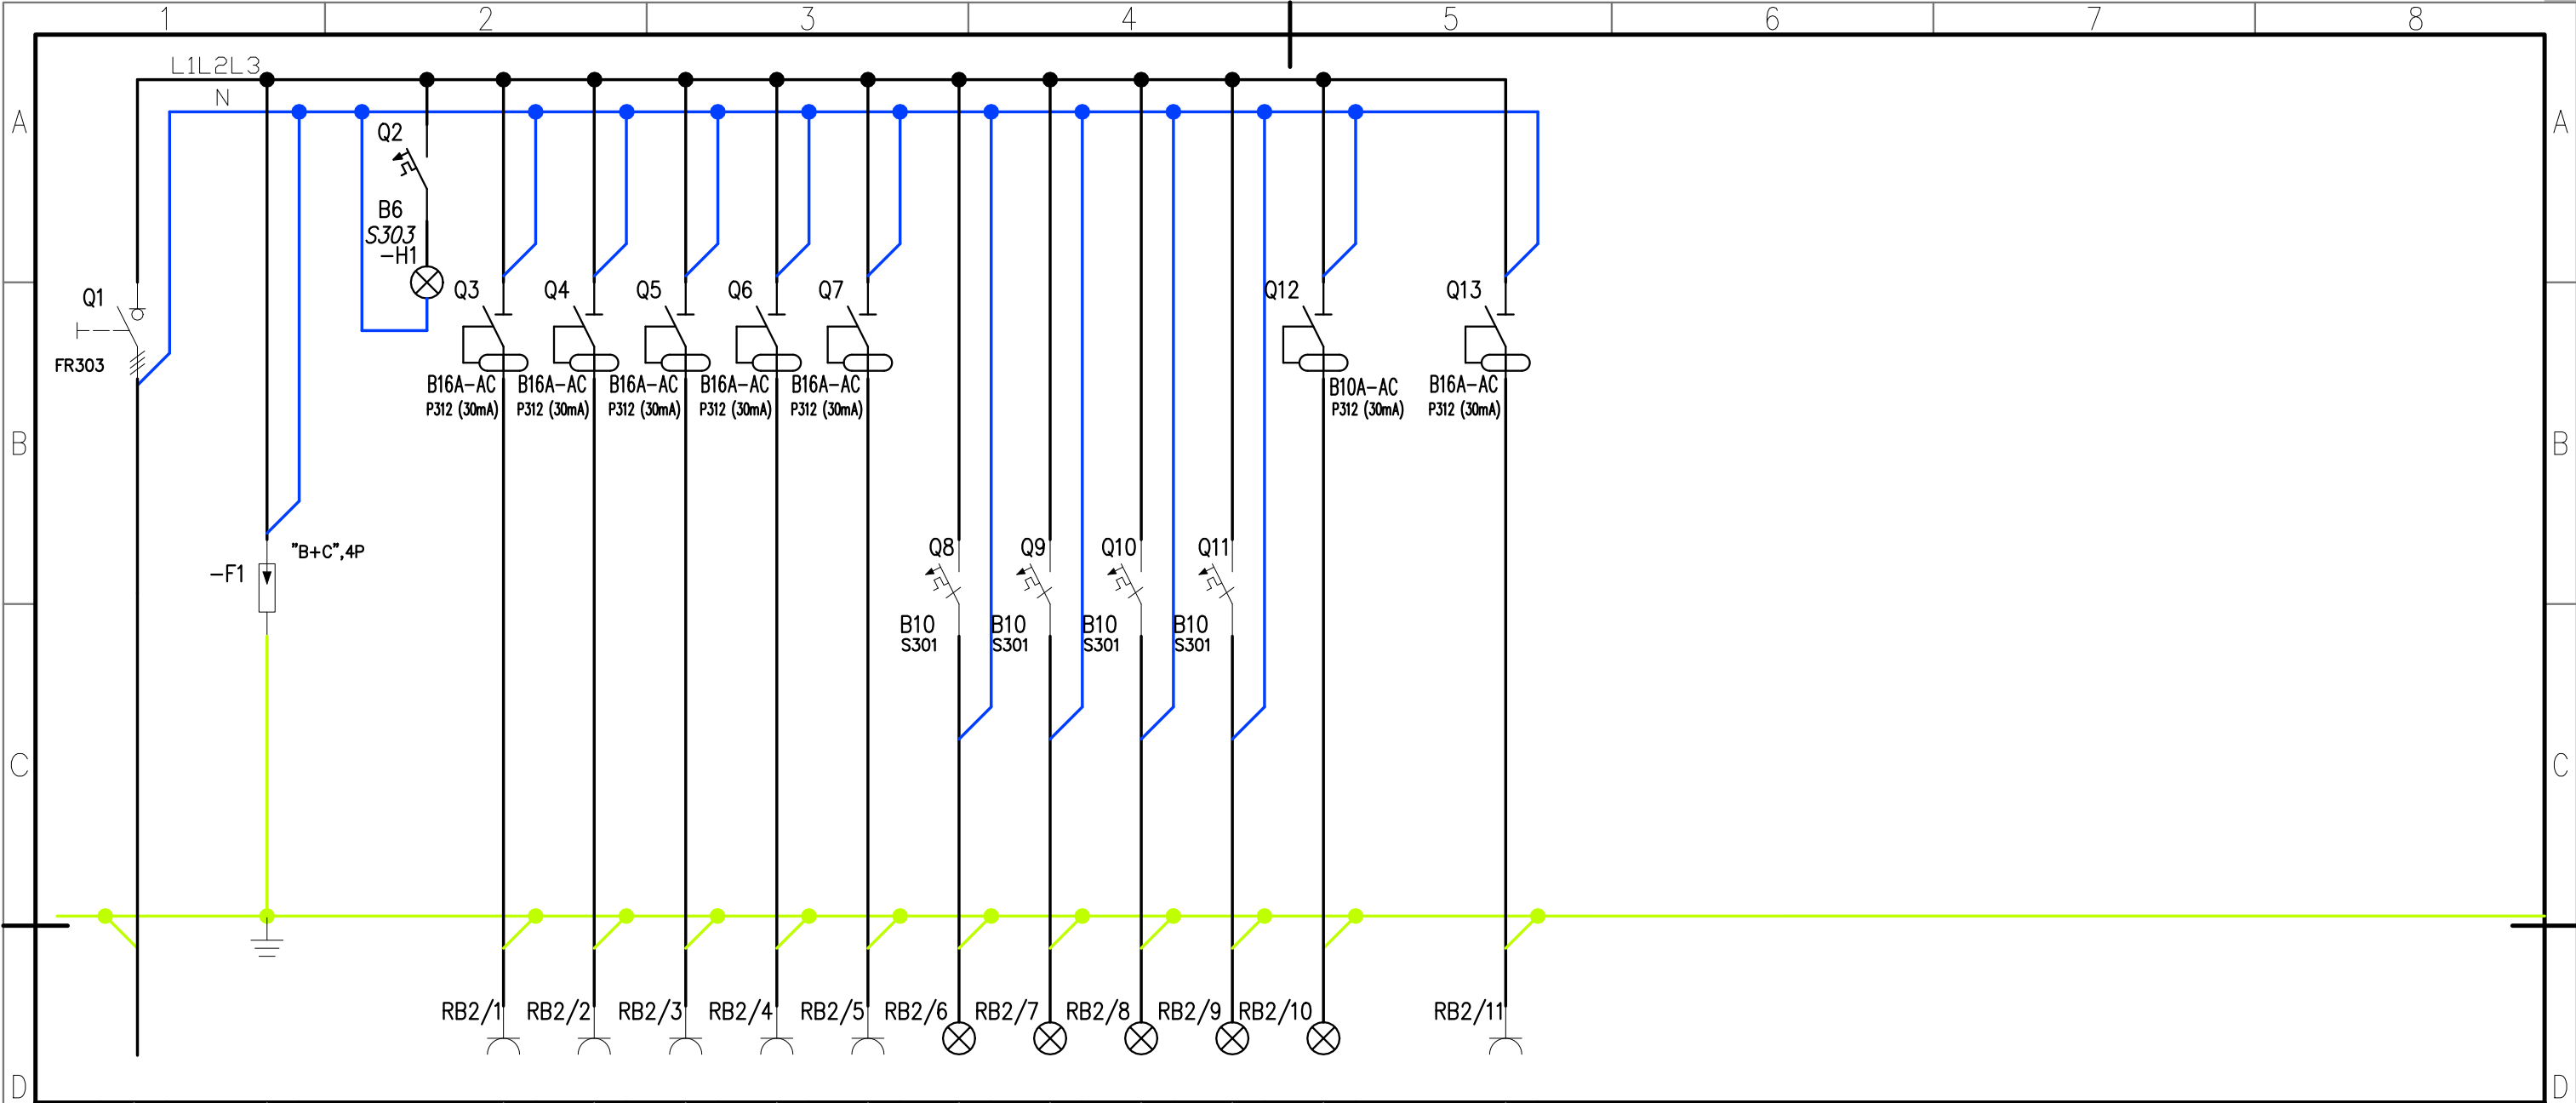 1 2 3 4 5 6 7 8
L1L2L3
N
A A
Q2
B6
S303
-H1
Q1 Q3 Q4 Q5 Q6 Q7 Q12 Q13
FR303
B16A-AC B16A-AC B16A-AC B16A-AC B16A-AC B10A-AC B16A-AC
P312 (30mA) P312 (30mA) P312 (30mA) P312 (30mA) P312 (30mA) P312 (30mA) P312 (30mA)
B B
"B+C",4P Q8 Q9 Q10 Q11
-F1
B10 B10 B10 B10
S301 S301 S301 S301
C C
RB2/1 RB2/2 RB2/3 RB2/4 RB2/5 RB2/6 RB2/7 RB2/8 RB2/9 RB2/10 RB2/11
D D